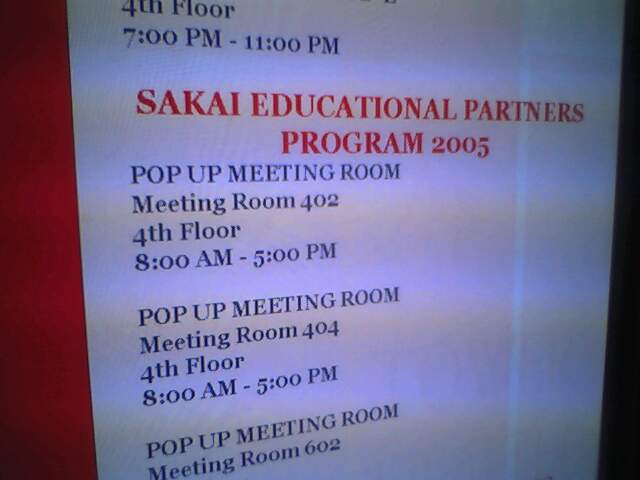 4th Floor
7:00 PM - 11:00 PM
SAKAI EDUCATIONAL PARTNERS
PROGRAM 2005
POP UP MEETING ROOM
Meeting Room 402
4th Floor
8:00 AM - 5:00 PM
POP UP MEETING ROOM
Meeting Room 404
4th Floor
8:00 AM - 5:00 PM
POP UP MEETING ROOM
Meeting Room 602